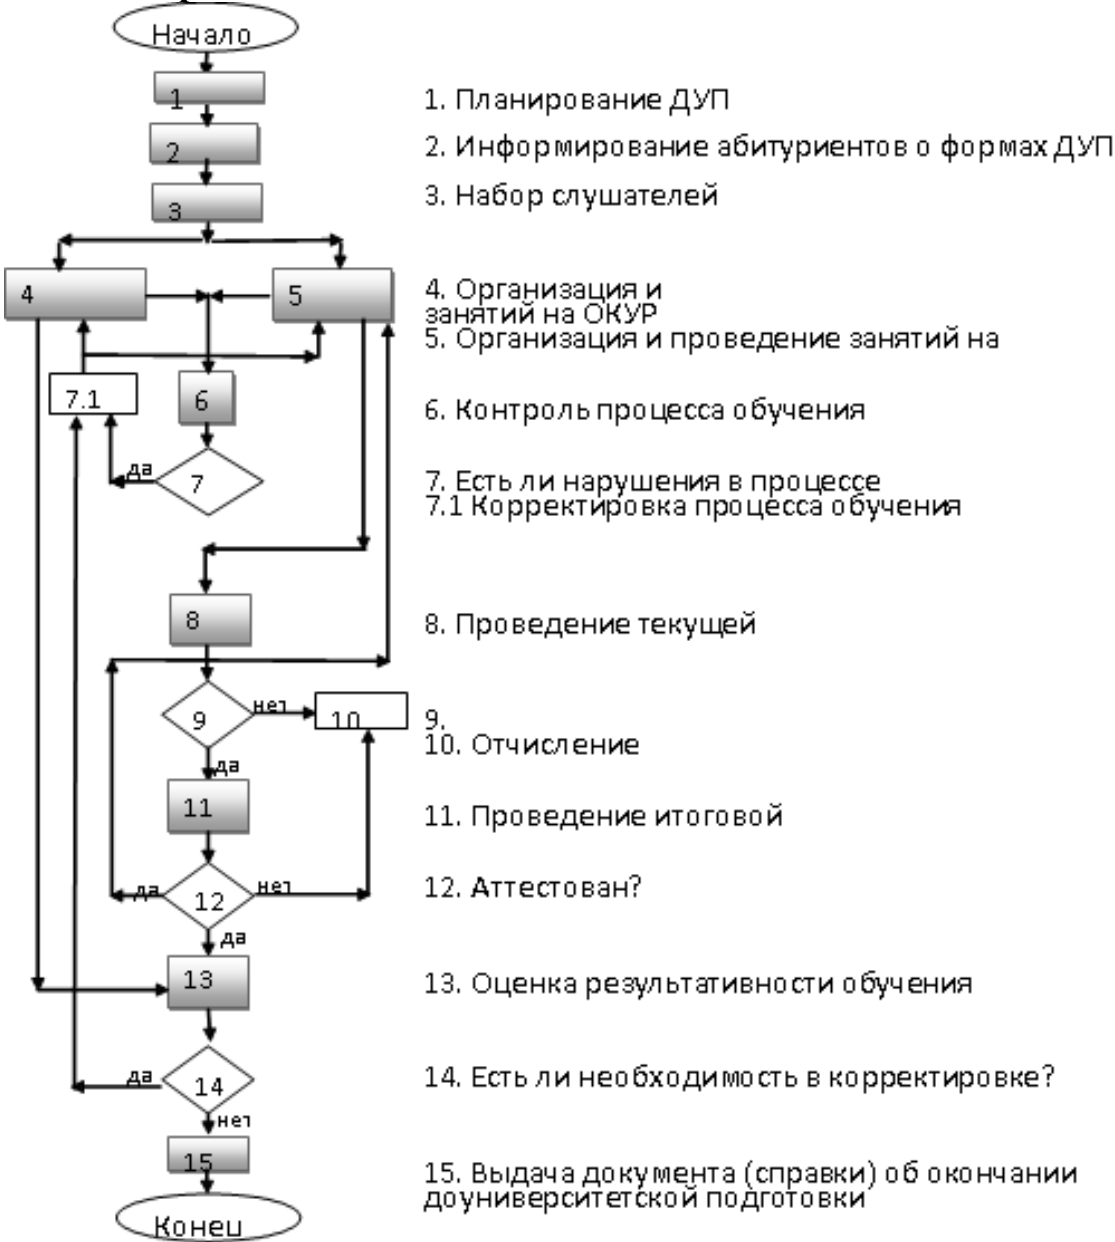 Начало
1
1. Планирование ДУП
2
2. Информирование абитуриентов о формах ДУП
3
3. Набор слушателей
4
5
4. Организация и
занятий на ОКУР
5. Организация и проведение занятий на
7.1
6
6. Контроль процесса обучения
да
7
7. Есть ли нарушения в процессе
7.1 Корректировка процесса обучения
8
8. Проведение текущей
9
нет
10
9.
10. Отчисление
да
11
11. Проведение итоговой
да
12
нет
12. Аттестован?
да
13
13. Оценка результативности обучения
да
14
14. Есть ли необходимость в корректировке?
нет
15
15. Выдача документа (справки) об окончании
доуниверситетской подготовки
Конец